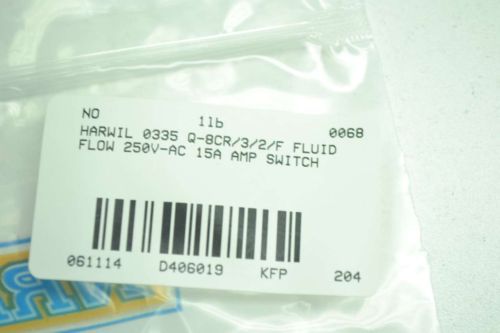 NO 1lb 0068
HARWIL 0335 Q-8CR/3/2/F FLUID
FLOW 250V-AC 15A AMP SWITCH
061114 D406019 KFP 204